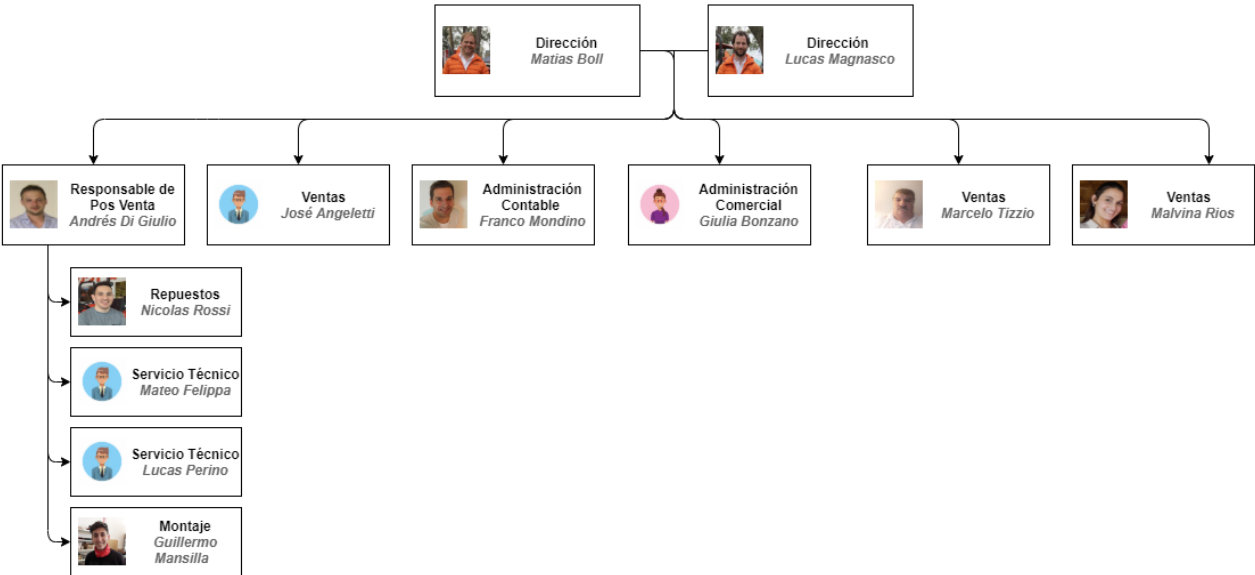 Dirección
Matias Boll
Dirección
Lucas Magnasco
Responsable de
Pos Venta
Andrés Di Giulio
Ventas
José Angeletti
Administración
Contable
Franco Mondino
Administración
Comercial
Giulia Bonzano
Ventas
Marcelo Tizzio
Ventas
Malvina Rios
Repuestos
Nicolas Rossi
Servicio Técnico
Mateo Felippa
Servicio Técnico
Lucas Perino
Montaje
Guillermo
Mansilla